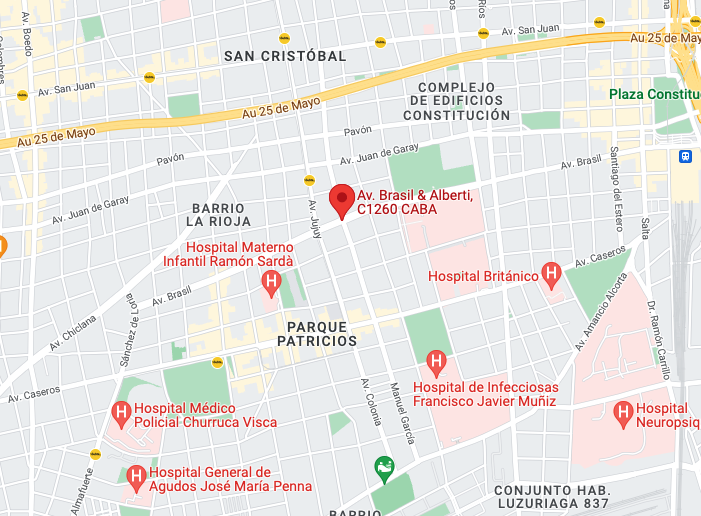 Av. San Juan
Au 25 de May
SAN CRISTÓBAL
Av. Boedo
Ríos
COMPLEJO
DE EDIFICIOS
CONSTITUCIÓN
Av. San Juan
Plaza Constitu
Au 25 de Mayo
Au 25 de Mayo
Pavón
Pavón
Av. Juan de Garay
Av. Brasil
Santiago del Estero
Av. Brasil & Alberti,
C1260 CABA
Av. Juan de Garay
BARRIO
LA RIOJA
Av. Jujuy
Salta
Hospital Materno
Infantil Ramón Sardà
H
Av. Caseros
Hospital Británico
H
Av. Brasil
Sánchez de Loria
Av. Chiclana
Av. Amancio Alcorta
Dr. Ramón Carrillo
PARQUE
PATRICIOS
Av. Caseros
H
Hospital de Infecciosas
Francisco Javier Muñiz
Av. Colonia
Manuel García
H
Hospital Médico
Policial Churruca Visca
H
Hospital
Neuropsiq
Almafuerte
H
Hospital General de
Agudos José María Penna
CONJUNTO HAB.
LUZURIAGA 837
BARRIO